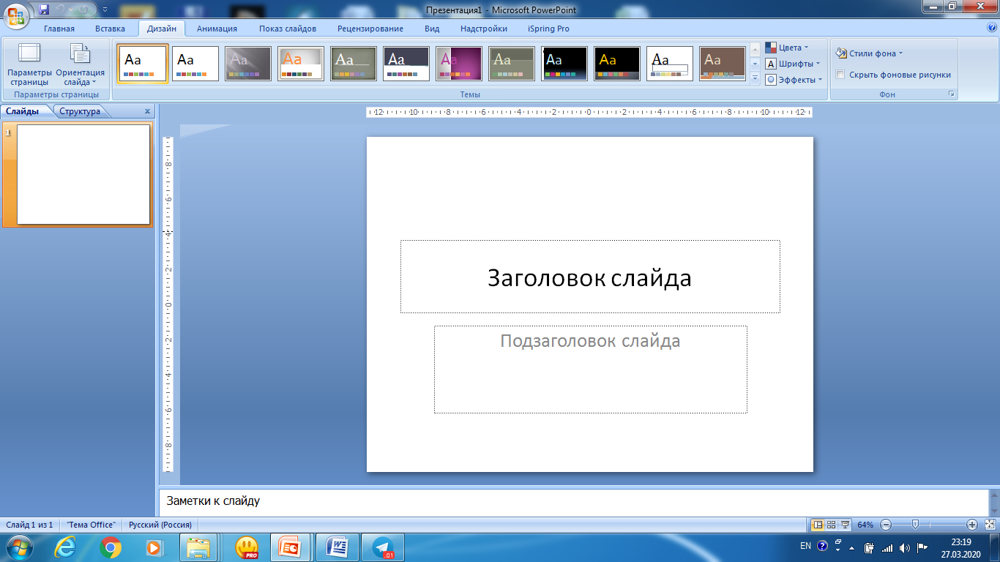 Презентация1 - Microsoft PowerPoint
Главная Вставка Дизайн Анимация Показ слайдов Рецензирование Вид Надстройки iSpring Pro
Параметры страницы
Ориентация слайда
Параметры страницы
Aa Aa Aa Aa Aa Aa Aa Aa Aa Aa Aa Aa
Темы
Цвета
Шрифты
Эффекты
Стили фона
Скрыть фоновые рисунки
Фон
Слайды Структура x
12 10 8 6 4 2 0 2 4 6 8 10 12
1
8
6
4
2
0
2
4
6
8
Заголовок слайда
Подзаголовок слайда
Заметки к слайду
Слайд 1 из 1 "Тема Office" Русский (Россия) 64%
PRO
.01
EN
23:19
27.03.2020